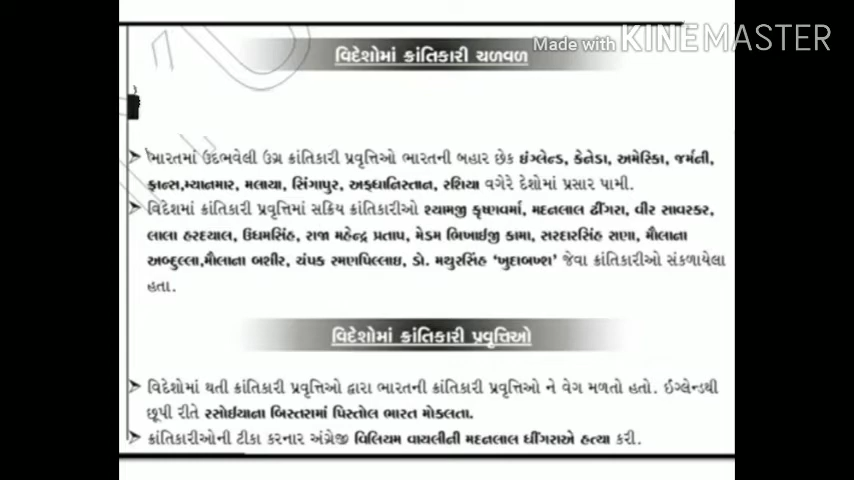 વિદેશોમાં ક્રાંતિકારી ચળવળ
Made with KINEMASTER
ભારતમાં ઉદભવેલી ઉગ્ર ક્રાંતિકારી પ્રવૃત્તિઓ ભારતની બહાર છેક ઇંગ્લેન્ડ, કેનેડા, અમેરિકા, જર્મની,
ફ્રાન્સ,મ્યાનમાર, મલાયા, સિંગાપુર, અફઘાનિસ્તાન, રશિયા વગેરે દેશોમાં પ્રસાર પામી.
વિદેશમાં ક્રાંતિકારી પ્રવૃત્તિમાં સક્રિય ક્રાંતિકારીઓ શ્યામજી કૃષ્ણવર્મા, મદનલાલ ઢીંગરા, વીર સાવરકર,
લાલા હરદયાલ, ઉધમસિંહ, રાજા મહેન્દ્ર પ્રતાપ, મેડમ ભિખાઈજી કામા, સરદારસિંહ રાણા, મૌલાના
અબ્દુલ્લા,મૌલાના બશીર, ચંપક રમણપિલ્લાઇ, ડો. મથુરસિંહ ‘ખુદાબખ્શ’ જેવા ક્રાંતિકારીઓ સંકળાયેલા
હતા.
વિદેશોમાં ક્રાંતિકારી પ્રવૃત્તિઓ
વિદેશોમાં થતી ક્રાંતિકારી પ્રવૃત્તિઓ દ્વારા ભારતની ક્રાંતિકારી પ્રવૃત્તિઓ ને વેગ મળતો હતો. ઈંગ્લેન્ડથી
છૂપી રીતે રસોઈયાના બિસ્તરામાં પિસ્તોલ ભારત મોકલતા.
ક્રાંતિકારીઓની ટીકા કરનાર અંગ્રેજી વિલિયમ વાયલીની મદનલાલ ધીંગરાએ હત્યા કરી.